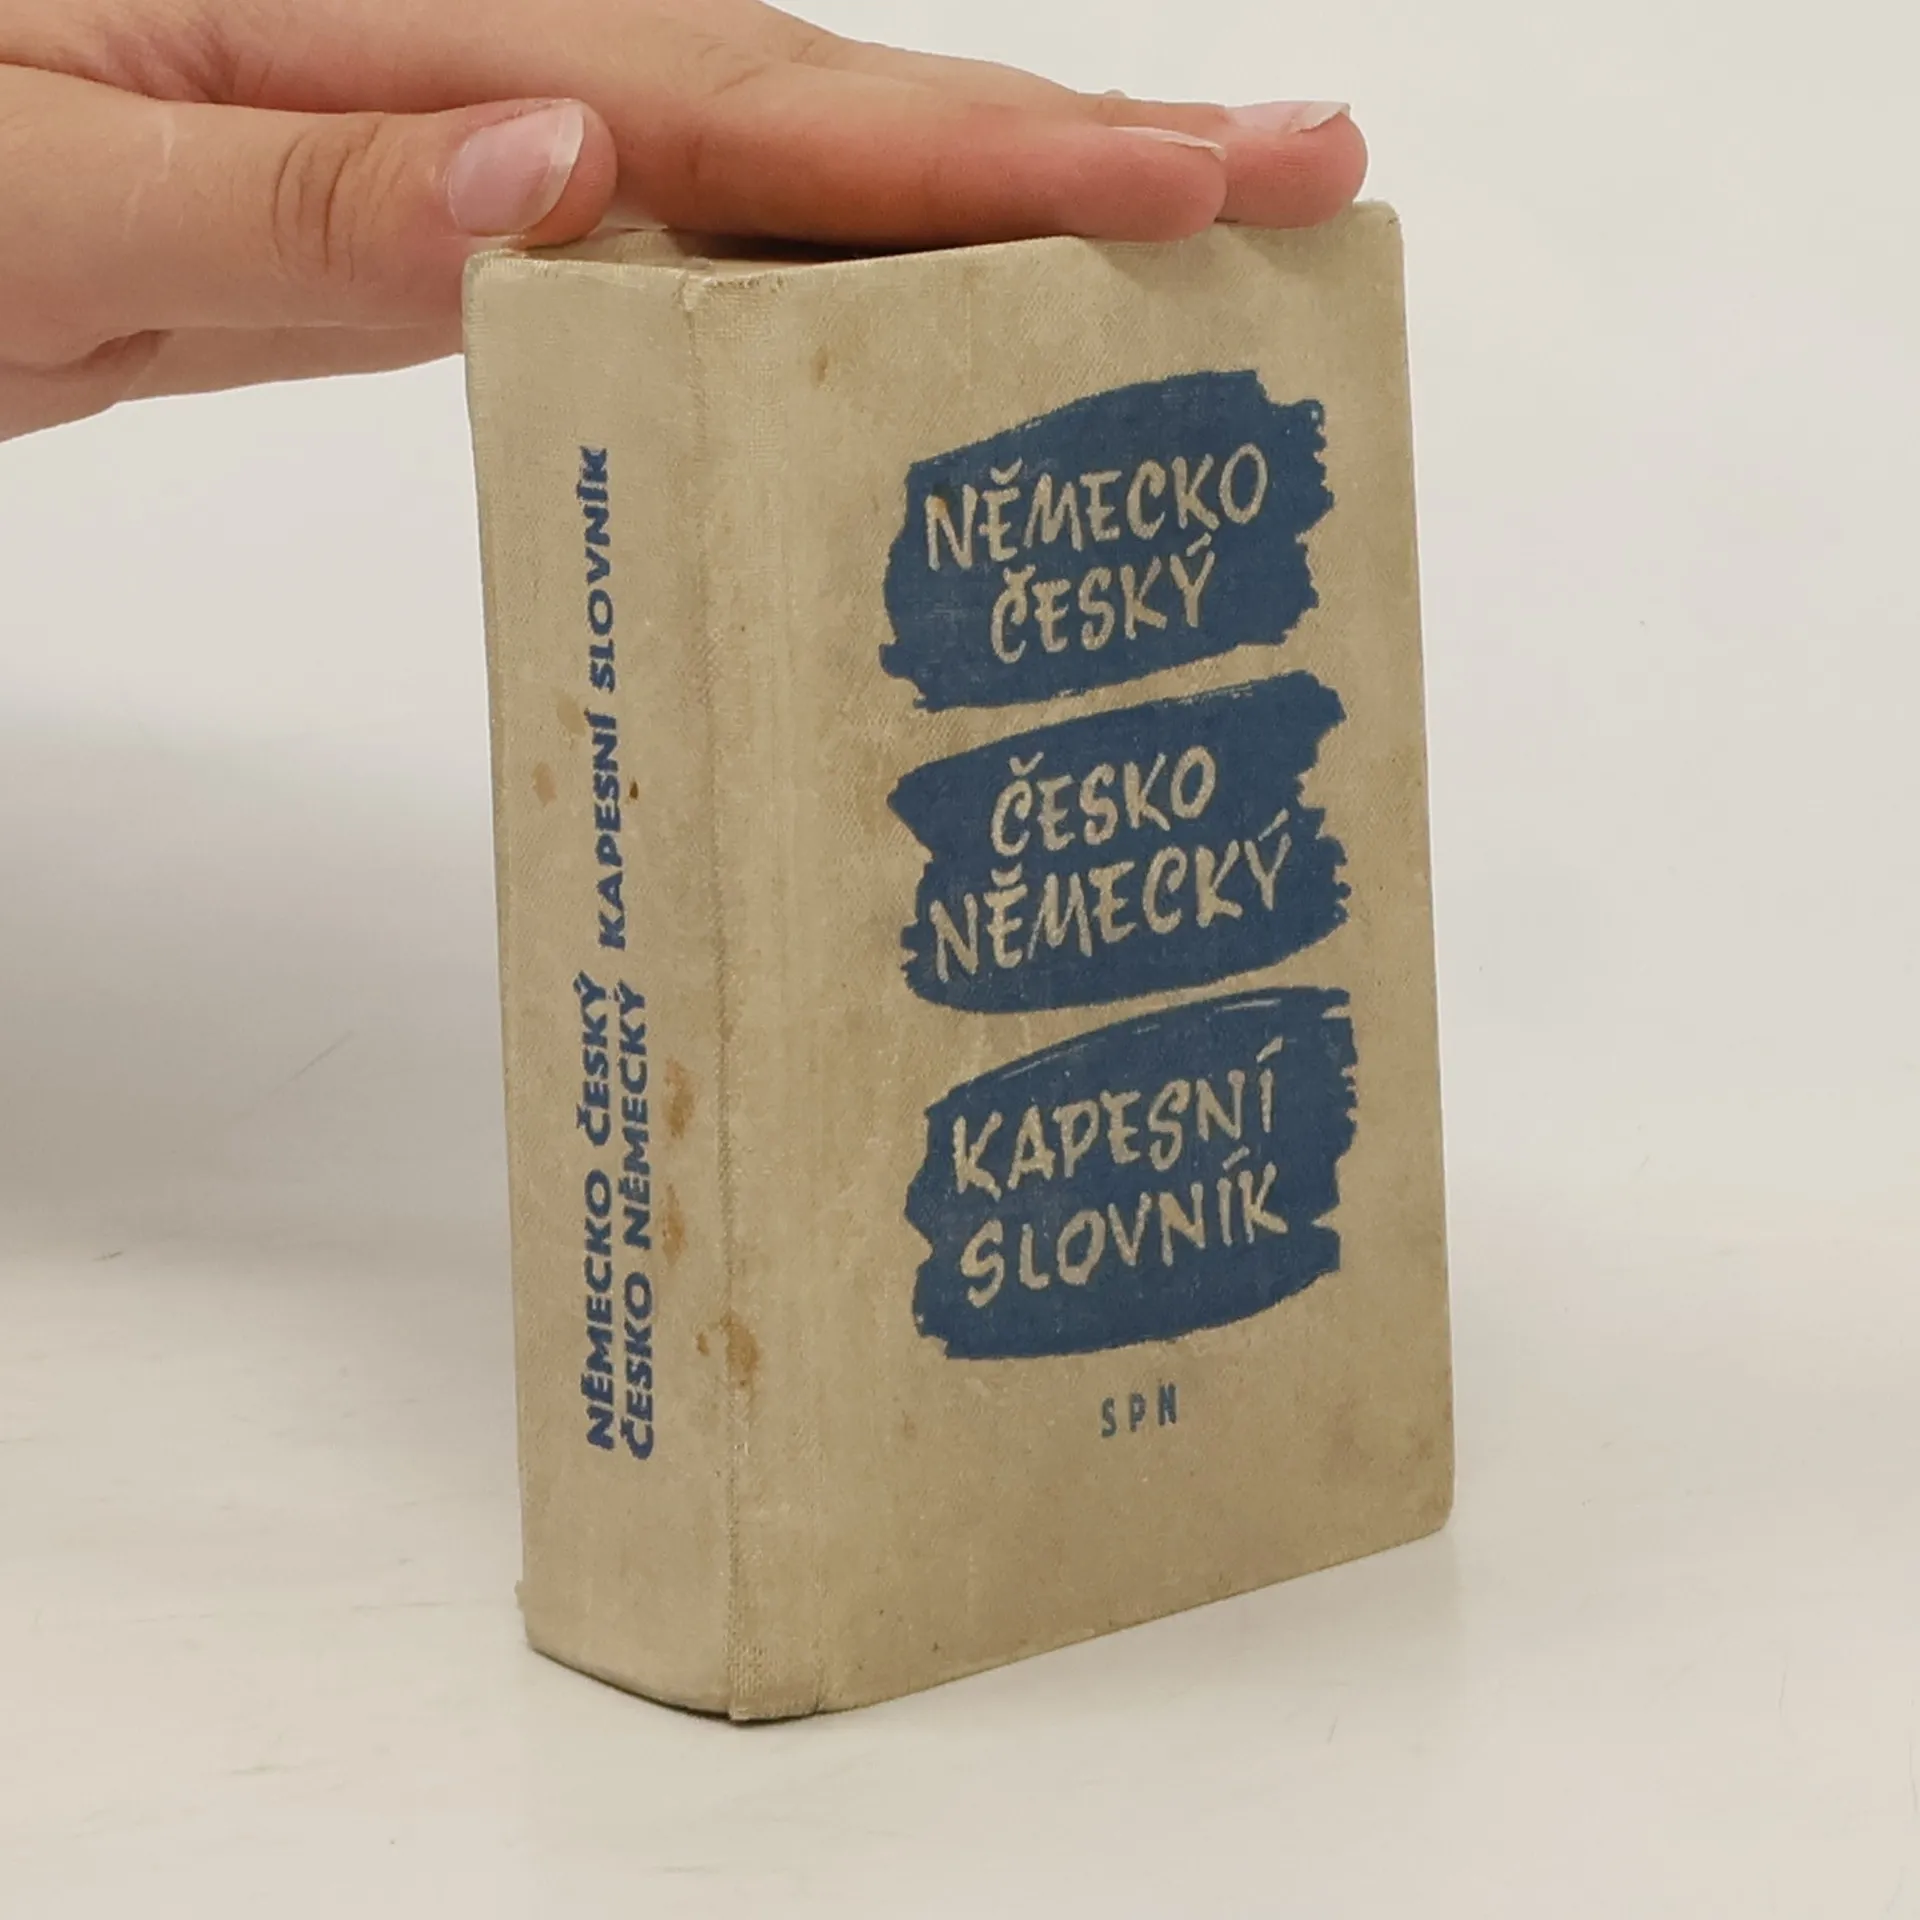 NĚMECKO ČESKÝ KAPESNÍ SLOVNÍK
ČESKO NĚMECKÝ
NĚMECKO
ČESKÝ
ČESKO
NĚMECKÝ
KAPESNÍ
SLOVNÍK
SPN